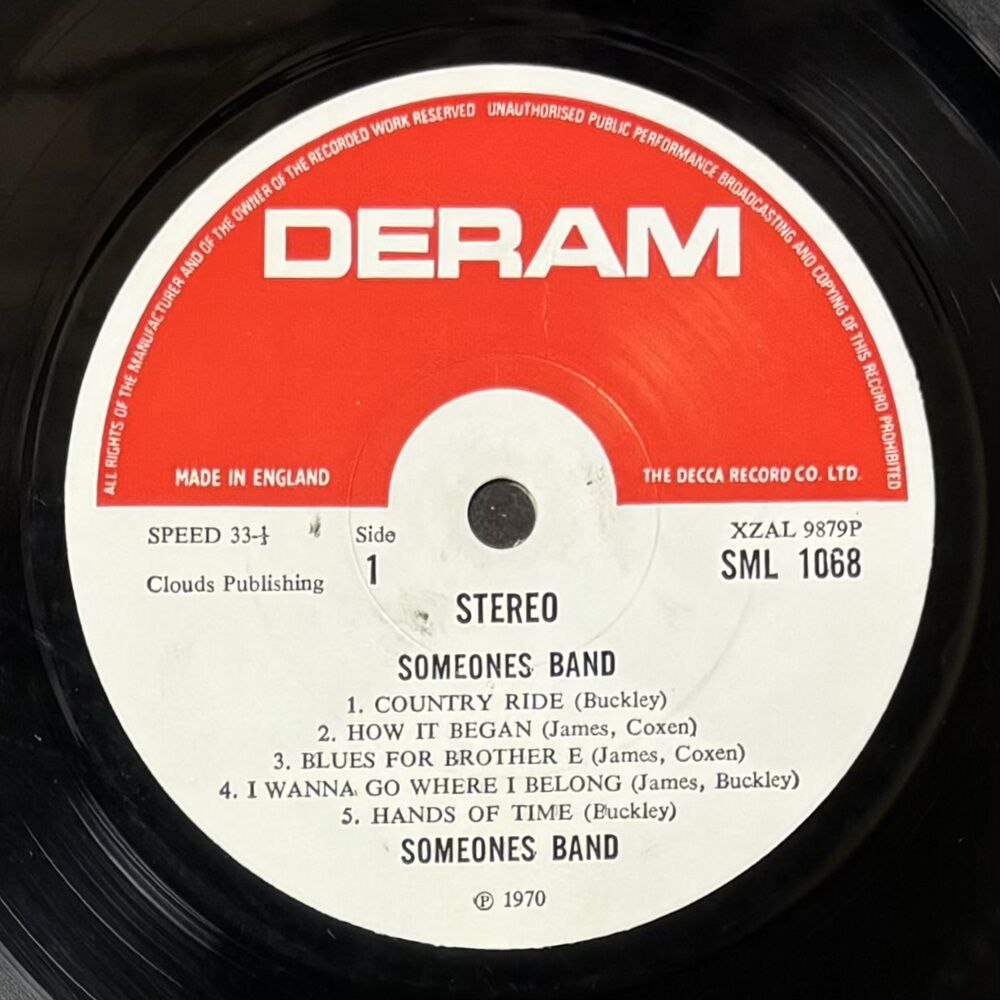 ALL RIGHTS OF THE MANUFACTURER AND OF THE OWNER OF THE RECORDED WORK RESERVED UNAUTHORISED PUBLIC PERFORMANCE BROADCASTING AND COPYING OF THIS RECORD PROHIBITED
DERAM
MADE IN ENGLAND THE DECCA RECORD CO. LTD.
SPEED 33-⅓ Side XZAL 9879P
Clouds Publishing 1 SML 1068
STEREO
SOMEONES BAND
1. COUNTRY RIDE (Buckley)
2. HOW IT BEGAN (James, Coxen)
3. BLUES FOR BROTHER E (James, Coxen)
4. I WANNA GO WHERE I BELONG (James, Buckley)
5. HANDS OF TIME (Buckley)
SOMEONES BAND
℗ 1970